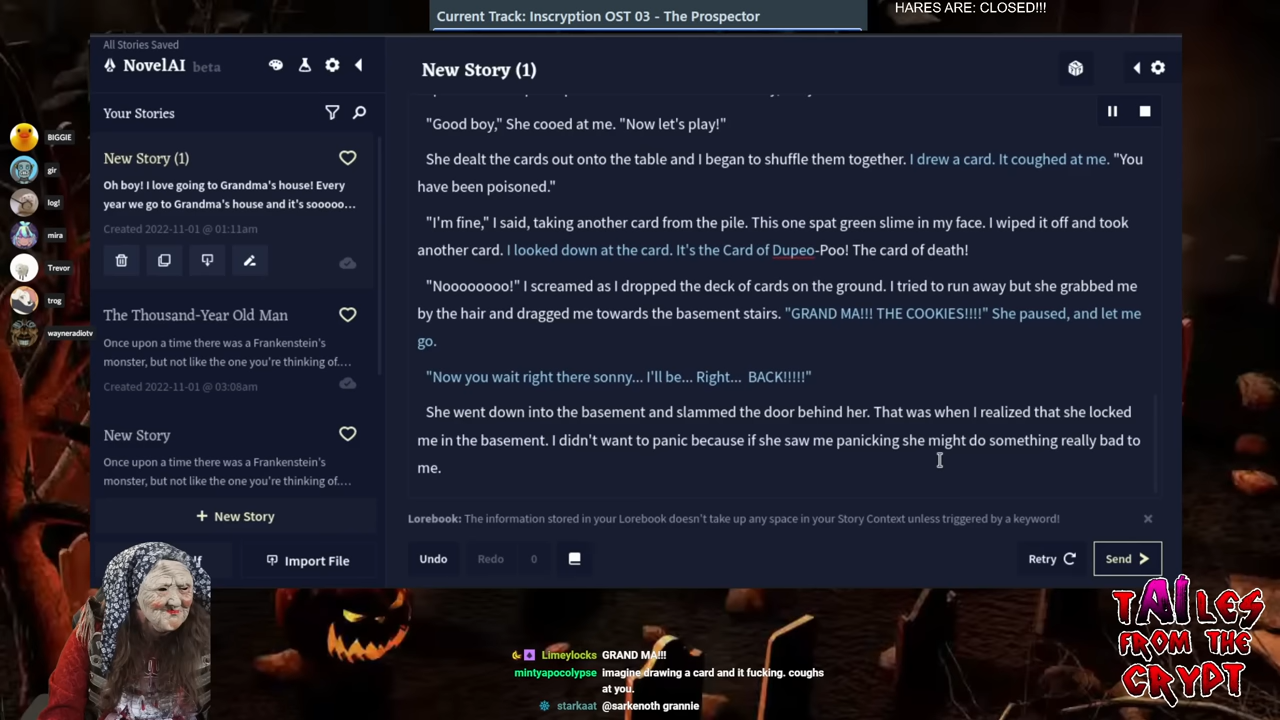 Current Track: Inscryption OST 03 - The Prospector
HARES ARE: CLOSED!!!
All Stories Saved
NovelAI beta
New Story (1)
Your Stories
New Story (1)
Oh boy! I love going to Grandma's house! Every
year we go to Grandma's house and it's sooooo...
Created 2022-11-01 @ 01:11am
The Thousand-Year Old Man
Once upon a time there was a Frankenstein's
monster, but not like the one you're thinking of....
Created 2022-11-01 @ 03:08am
New Story
Once upon a time there was a Frankenstein's
monster, but not like the one you're thinking of....
+ New Story
Import File
BIGGIE
gir
log!
mira
Trevor
trog
wayneradiotv
"Good boy," She cooed at me. "Now let's play!"
She dealt the cards out onto the table and I began to shuffle them together. I drew a card. It coughed at me. "You
have been poisoned."
"I'm fine," I said, taking another card from the pile. This one spat green slime in my face. I wiped it off and took
another card. I looked down at the card. It's the Card of Dupeo-Poo! The card of death!
"Noooooooo!" I screamed as I dropped the deck of cards on the ground. I tried to run away but she grabbed me
by the hair and dragged me towards the basement stairs. "GRAND MA!!! THE COOKIES!!!!" She paused, and let me
go.
"Now you wait right there sonny... I'll be... Right... BACK!!!!!"
She went down into the basement and slammed the door behind her. That was when I realized that she locked
me in the basement. I didn't want to panic because if she saw me panicking she might do something really bad to
me.
Lorebook: The information stored in your Lorebook doesn't take up any space in your Story Context unless triggered by a keyword!
Undo
Redo
0
Retry
Send
Limeylocks GRAND MA!!!
mintyapocolypse imagine drawing a card and it fucking. coughs
at you.
starkaat @sarkenoth grannie
TAILES
FROM THE
CRYPT